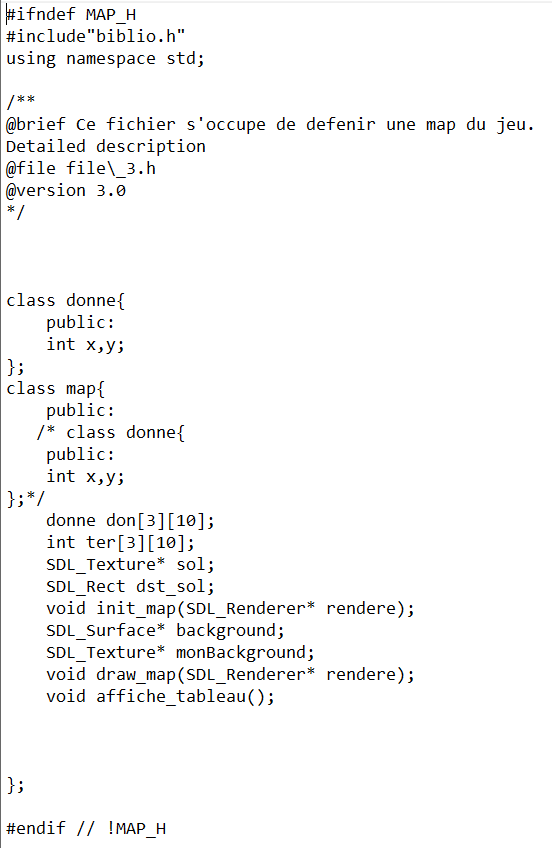 #ifndef MAP_H
#include"biblio.h"
using namespace std;

/**
@brief Ce fichier s'occupe de defenir une map du jeu.
Detailed description
@file file\_3.h
@version 3.0
*/

class donne{
    public:
    int x,y;
};
class map{
    public:
   /* class donne{
    public:
    int x,y;
};*/
    donne don[3][10];
    int ter[3][10];
    SDL_Texture* sol;
    SDL_Rect dst_sol;
    void init_map(SDL_Renderer* rendere);
    SDL_Surface* background;
    SDL_Texture* monBackground;
    void draw_map(SDL_Renderer* rendere);
    void affiche_tableau();

};

#endif // !MAP_H